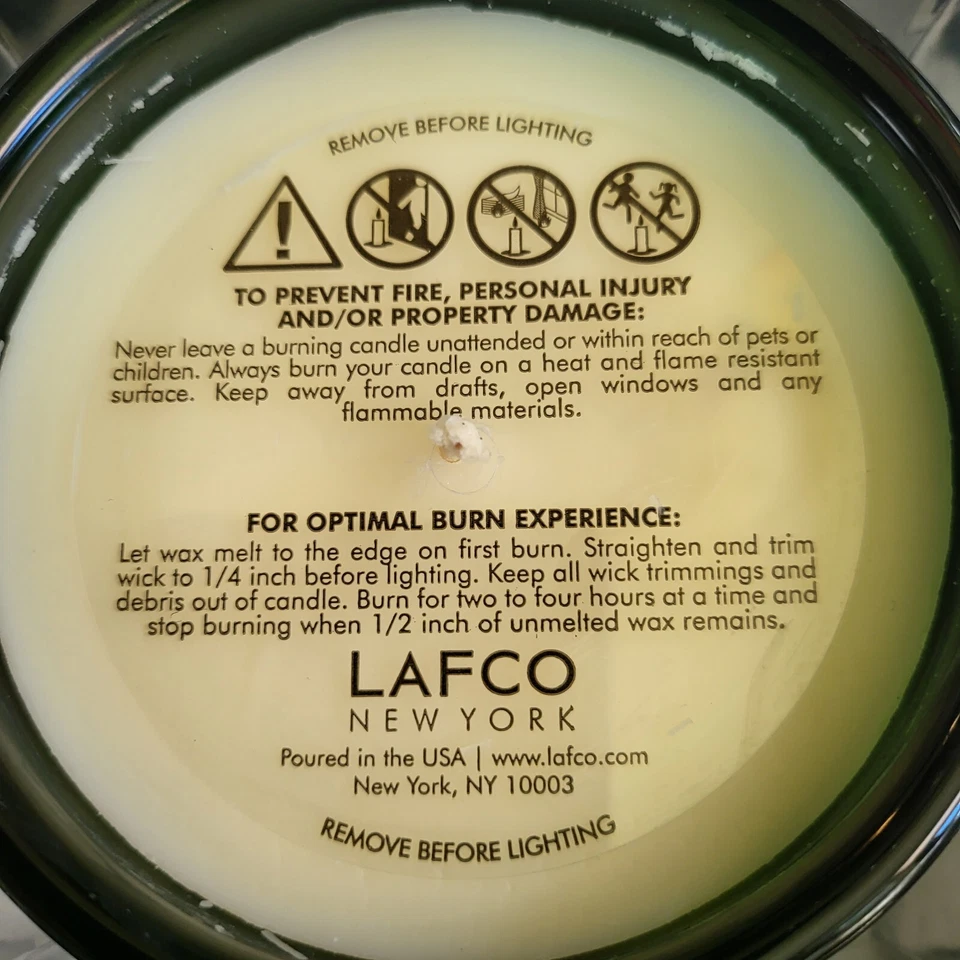 REMOVE BEFORE LIGHTING
TO PREVENT FIRE, PERSONAL INJURY
AND/OR PROPERTY DAMAGE:
Never leave a burning candle unattended or within reach of pets or
children. Always burn your candle on a heat and flame resistant
surface. Keep away from drafts, open windows and any
flammable materials.
FOR OPTIMAL BURN EXPERIENCE:
Let wax melt to the edge on first burn. Straighten and trim
wick to 1/4 inch before lighting. Keep all wick trimmings and
debris out of candle. Burn for two to four hours at a time and
stop burning when 1/2 inch of unmelted wax remains.
LAFCO
NEW YORK
Poured in the USA | www.lafco.com
New York, NY 10003
REMOVE BEFORE LIGHTING